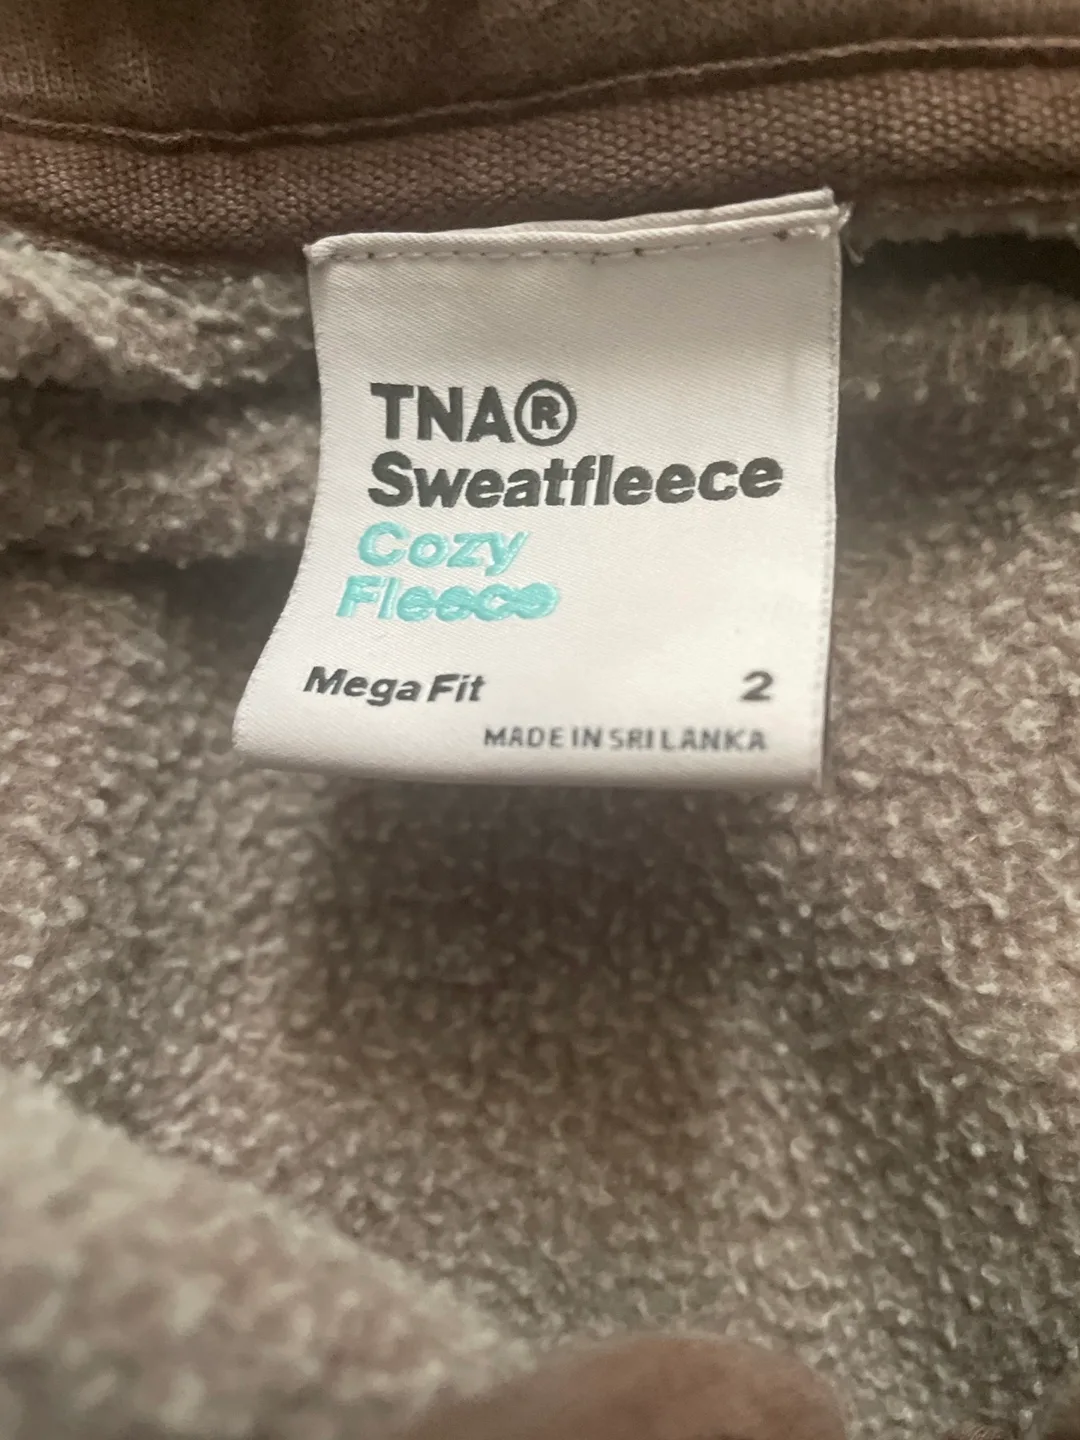 TNA®
Sweatfleece
Cozy
Fleece
Mega Fit 2
MADE IN SRI LANKA